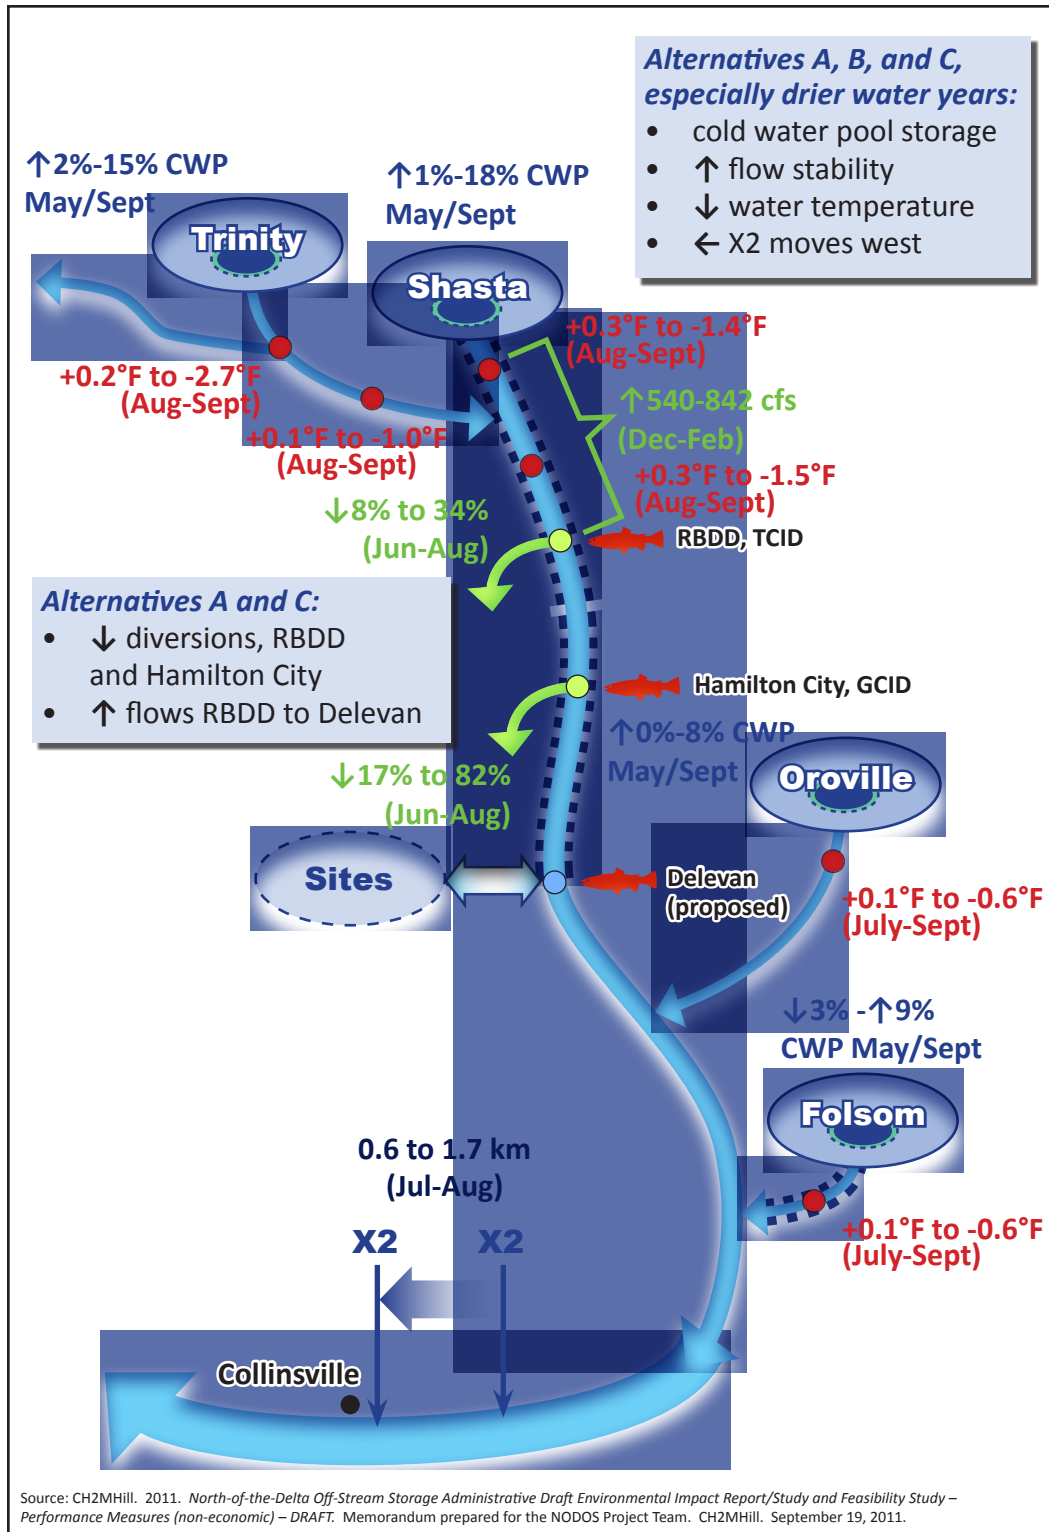 Alternatives A, B, and C,
especially drier water years:
• cold water pool storage
• ↑ flow stability
• ↓ water temperature
• ← X2 moves west
↑2%-15% CWP
May/Sept
Trinity
↑1%-18% CWP
May/Sept
Shasta
+0.3°F to -1.4°F
(Aug-Sept)
+0.2°F to -2.7°F
(Aug-Sept)
↑540-842 cfs
(Dec-Feb)
+0.1°F to -1.0°F
(Aug-Sept)
+0.3°F to -1.5°F
(Aug-Sept)
↓8% to 34%
(Jun-Aug)
RBDD, TCID
Alternatives A and C:
• ↓ diversions, RBDD
and Hamilton City
• ↑ flows RBDD to Delevan
Hamilton City, GCID
↑0%-8% CWP
May/Sept
Oroville
↓17% to 82%
(Jun-Aug)
Sites
Delevan
(proposed)
+0.1°F to -0.6°F
(July-Sept)
↓3% -↑9%
CWP May/Sept
Folsom
0.6 to 1.7 km
(Jul-Aug)
+0.1°F to -0.6°F
(July-Sept)
X2 X2
Collinsville
Source: CH2MHill. 2011. North-of-the-Delta Off-Stream Storage Administrative Draft Environmental Impact Report/Study and Feasibility Study –
Performance Measures (non-economic) – DRAFT. Memorandum prepared for the NODOS Project Team. CH2MHill. September 19, 2011.